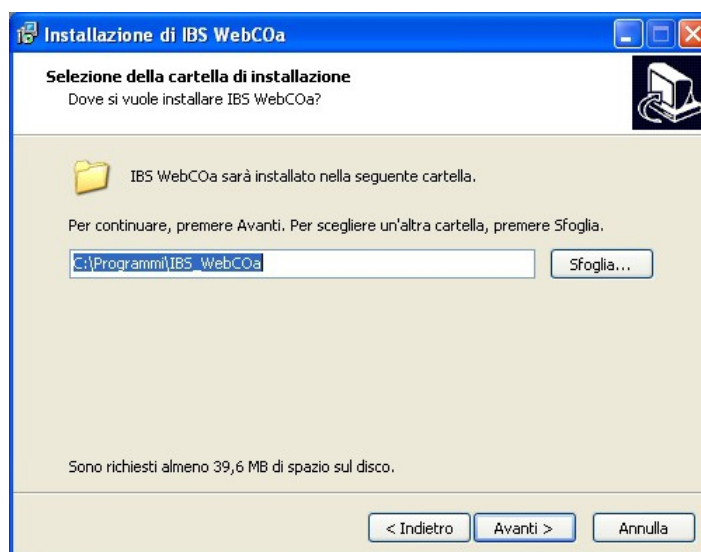 Installazione di IBS WebCOa
Selezione della cartella di installazione
Dove si vuole installare IBS WebCOa?
IBS WebCOa sarà installato nella seguente cartella.
Per continuare, premere Avanti. Per scegliere un'altra cartella, premere Sfoglia.
C:\Programmi\IBS_WebCOa
Sfoglia...
Sono richiesti almeno 39,6 MB di spazio sul disco.
< Indietro
Avanti >
Annulla